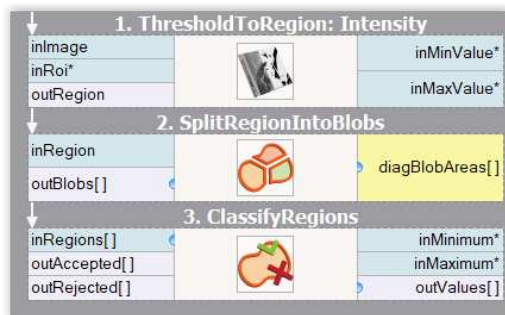 1. ThresholdToRegion: Intensity
inImage
inRoi*
outRegion
inMinValue*
inMaxValue*
2. SplitRegionIntoBlobs
inRegion
outBlobs[ ]
diagBlobAreas[ ]
3. ClassifyRegions
inRegions[ ]
outAccepted[ ]
outRejected[ ]
inMinimum*
inMaximum*
outValues[ ]